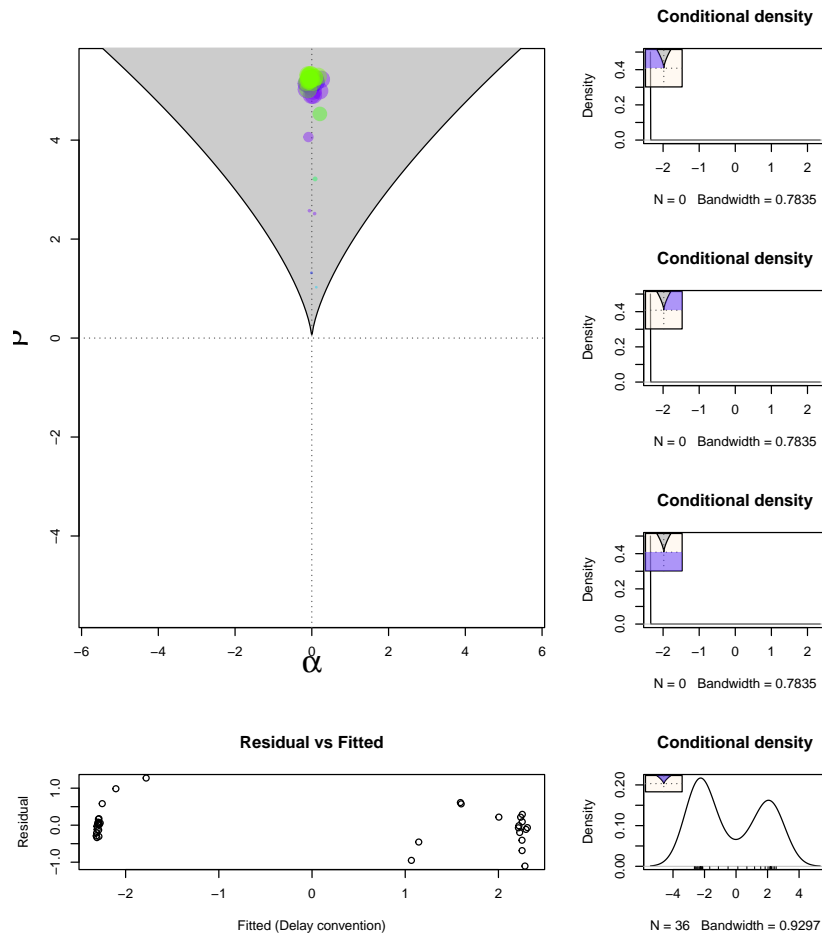 Conditional density
Density
0.0 0.2 0.4
−2 −1 0 1 2
N = 0 Bandwidth = 0.7835
4
2
0
−2
−4
−6 −4 −2 0 2 4 6
α
Conditional density
Density
0.0 0.2 0.4
−2 −1 0 1 2
N = 0 Bandwidth = 0.7835
Conditional density
Density
0.0 0.2 0.4
−2 −1 0 1 2
N = 0 Bandwidth = 0.7835
Residual vs Fitted
Residual
−1.0 0.0 1.0
−2 −1 0 1 2
Fitted (Delay convention)
Conditional density
Density
0.00 0.10 0.20
−4 −2 0 2 4
N = 36 Bandwidth = 0.9297